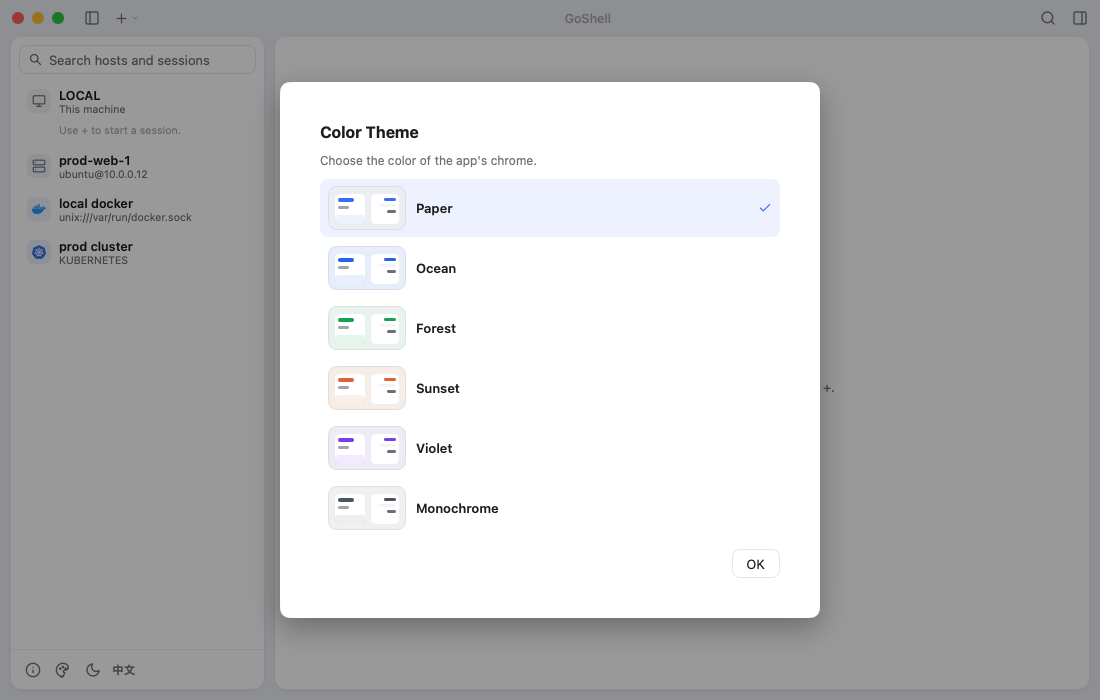 GoShell
Search hosts and sessions
LOCAL
This machine
Use + to start a session.
prod-web-1
ubuntu@10.0.0.12
local docker
unix:///var/run/docker.sock
prod cluster
KUBERNETES
中文
Color Theme
Choose the color of the app's chrome.
Paper
Ocean
Forest
Sunset
Violet
Monochrome
OK
+.